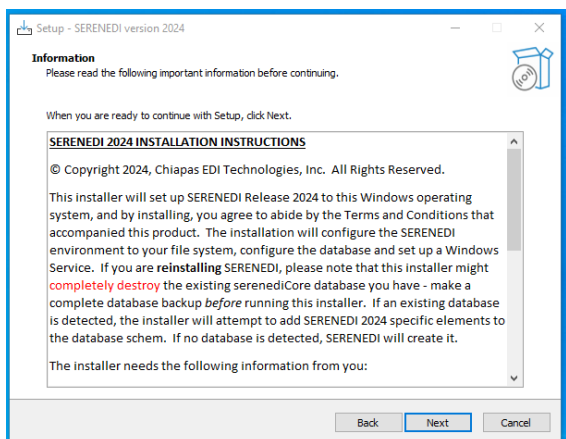 Setup - SERENEDI version 2024
Information
Please read the following important information before continuing.
When you are ready to continue with Setup, click Next.
SERENEDI 2024 INSTALLATION INSTRUCTIONS
© Copyright 2024, Chiapas EDI Technologies, Inc. All Rights Reserved.
This installer will set up SERENEDI Release 2024 to this Windows operating
system, and by installing, you agree to abide by the Terms and Conditions that
accompanied this product. The installation will configure the SERENEDI
environment to your file system, configure the database and set up a Windows
Service. If you are reinstalling SERENEDI, please note that this installer might
completely destroy the existing serenediCore database you have - make a
complete database backup before running this installer. If an existing database
is detected, the installer will attempt to add SERENEDI 2024 specific elements to
the database schem. If no database is detected, SERENEDI will create it.
The installer needs the following information from you:
Back Next Cancel